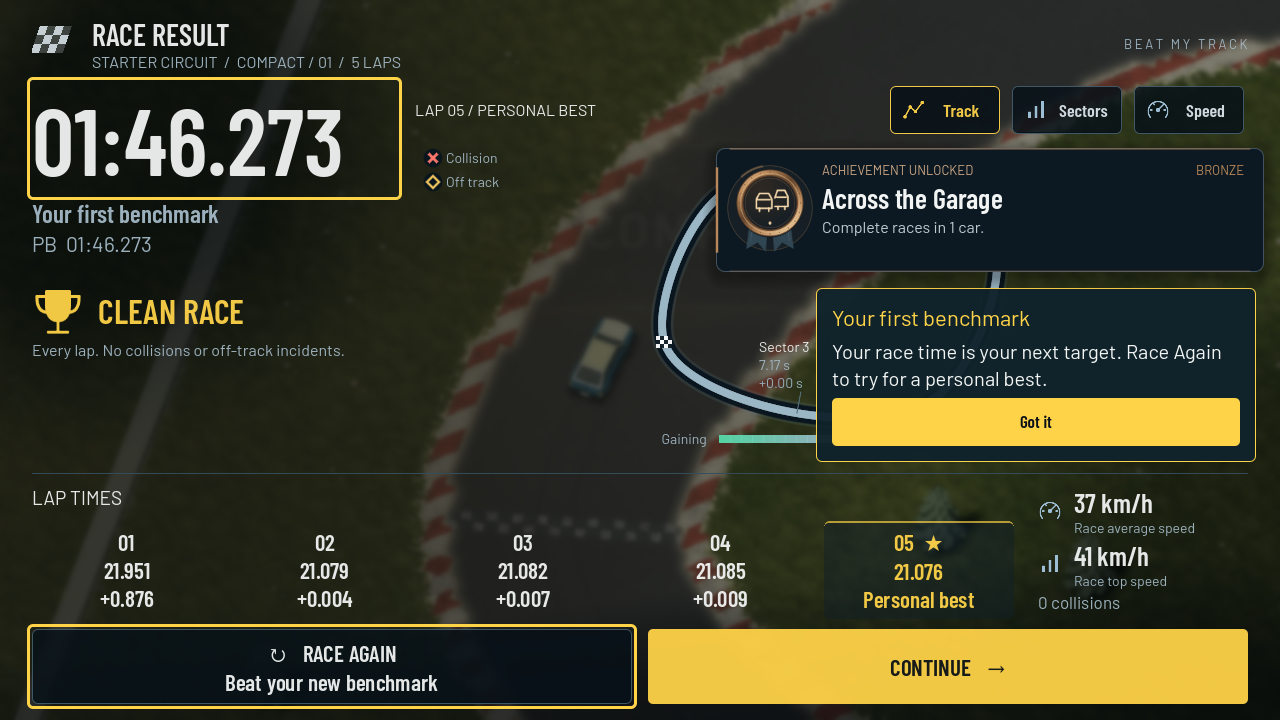 RACE RESULT
STARTER CIRCUIT / COMPACT / 01 / 5 LAPS
BEAT MY TRACK
01:46.273
LAP 05 / PERSONAL BEST
Collision
Off track
Track
Sectors
Speed
Your first benchmark
PB 01:46.273
ACHIEVEMENT UNLOCKED
BRONZE
Across the Garage
Complete races in 1 car.
CLEAN RACE
Every lap. No collisions or off-track incidents.
Sector 3
7.17 s
+0.00 s
Gaining
Your first benchmark
Your race time is your next target. Race Again
to try for a personal best.
Got it
LAP TIMES
01 02 03 04 05 ★
21.951 21.079 21.082 21.085 21.076
+0.876 +0.004 +0.007 +0.009 Personal best
37 km/h
Race average speed
41 km/h
Race top speed
0 collisions
↻ RACE AGAIN
Beat your new benchmark
CONTINUE →